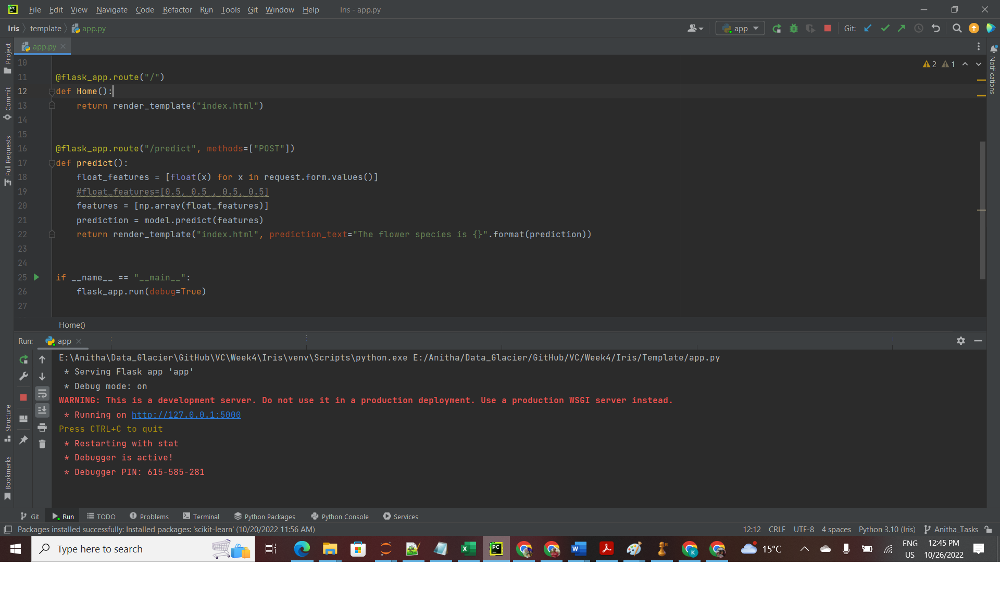 File Edit View Navigate Code Refactor Run Tools Git Window Help Iris - app.py
Iris template app.py app Git:
app.py
Project
Commit
Pull Requests
Structure
Bookmarks
Notifications
2 1
10
11 @flask_app.route("/")
12 def Home():
13 return render_template("index.html")
14
15
16 @flask_app.route("/predict", methods=["POST"])
17 def predict():
18 float_features = [float(x) for x in request.form.values()]
19 #float_features=[0.5, 0.5 , 0.5, 0.5]
20 features = [np.array(float_features)]
21 prediction = model.predict(features)
22 return render_template("index.html", prediction_text="The flower species is {}".format(prediction))
23
24
25 if __name__ == "__main__":
26 flask_app.run(debug=True)
27
Home()
Run: app
E:\Anitha\Data_Glacier\GitHub\VC\Week4\Iris\venv\Scripts\python.exe E:/Anitha/Data_Glacier/GitHub/VC/Week4/Iris/Template/app.py
* Serving Flask app 'app'
* Debug mode: on
WARNING: This is a development server. Do not use it in a production deployment. Use a production WSGI server instead.
* Running on http://127.0.0.1:5000
Press CTRL+C to quit
* Restarting with stat
* Debugger is active!
* Debugger PIN: 615-585-281
Git Run TODO Problems Terminal Python Packages Python Console Services
Packages installed successfully: Installed packages: 'scikit-learn' (10/20/2022 11:56 AM) 12:12 CRLF UTF-8 4 spaces Python 3.10 (Iris) Anitha_Tasks
Type here to search 15°C ENG 12:45 PM
US 10/26/2022